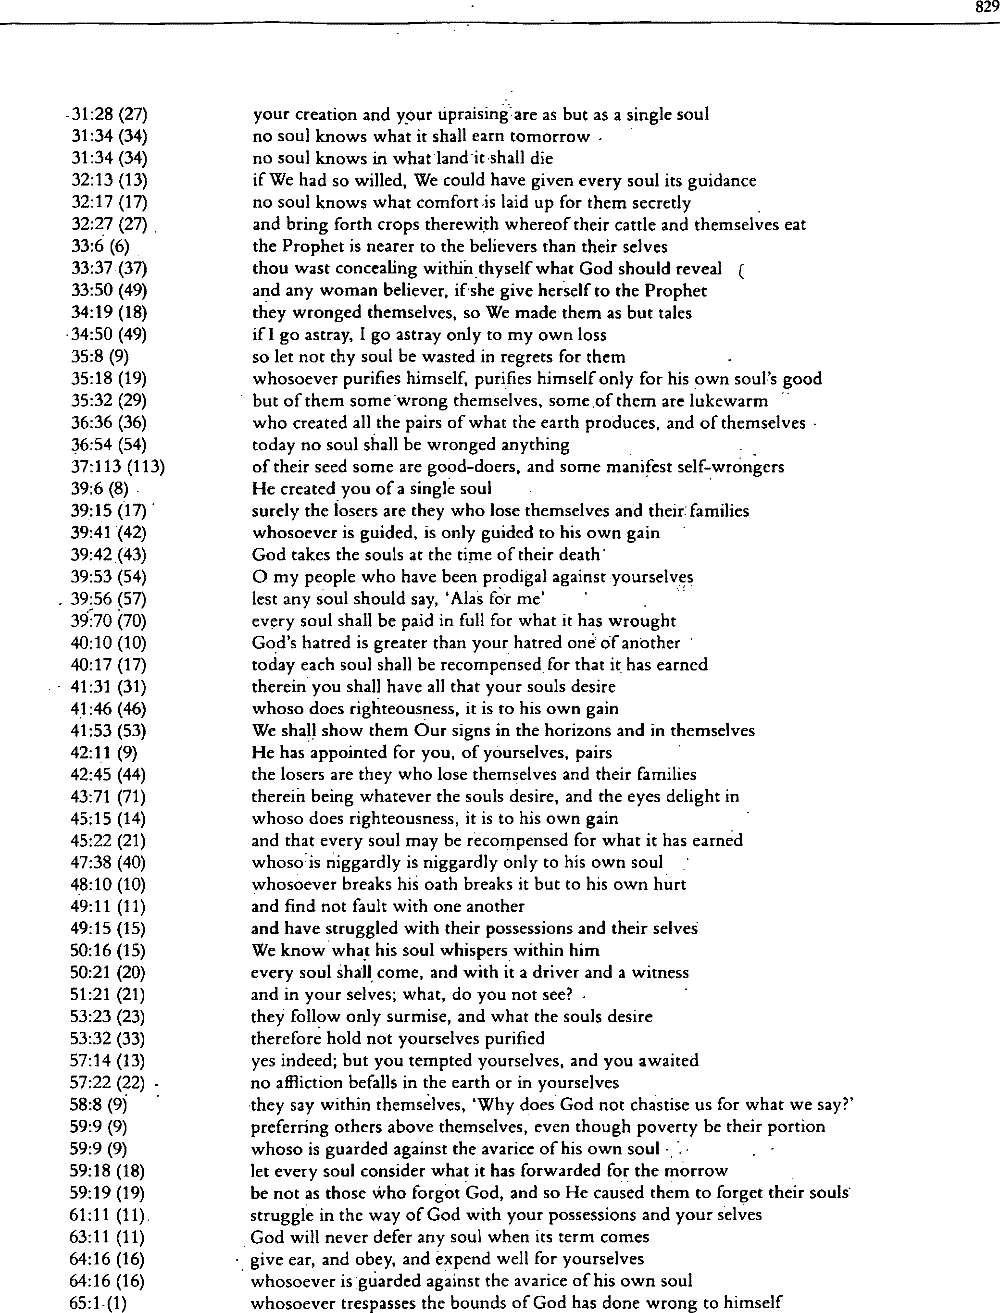 829
31:28 (27) your creation and your upraising are as but as a single soul
31:34 (34) no soul knows what it shall earn tomorrow
31:34 (34) no soul knows in what land it shall die
32:13 (13) if We had so willed, We could have given every soul its guidance
32:17 (17) no soul knows what comfort is laid up for them secretly
32:27 (27) and bring forth crops therewith whereof their cattle and themselves eat
33:6 (6) the Prophet is nearer to the believers than their selves
33:37 (37) thou wast concealing within thyself what God should reveal (
33:50 (49) and any woman believer, if she give herself to the Prophet
34:19 (18) they wronged themselves, so We made them as but tales
34:50 (49) if I go astray, I go astray only to my own loss
35:8 (9) so let not thy soul be wasted in regrets for them
35:18 (19) whosoever purifies himself, purifies himself only for his own soul's good
35:32 (29) but of them some wrong themselves, some of them are lukewarm
36:36 (36) who created all the pairs of what the earth produces, and of themselves
36:54 (54) today no soul shall be wronged anything
37:113 (113) of their seed some are good-doers, and some manifest self-wrongers
39:6 (8) He created you of a single soul
39:15 (17) surely the losers are they who lose themselves and their families
39:41 (42) whosoever is guided, is only guided to his own gain
39:42 (43) God takes the souls at the time of their death
39:53 (54) O my people who have been prodigal against yourselves
39:56 (57) lest any soul should say, 'Alas for me'
39:70 (70) every soul shall be paid in full for what it has wrought
40:10 (10) God's hatred is greater than your hatred one of another
40:17 (17) today each soul shall be recompensed for that it has earned
41:31 (31) therein you shall have all that your souls desire
41:46 (46) whoso does righteousness, it is to his own gain
41:53 (53) We shall show them Our signs in the horizons and in themselves
42:11 (9) He has appointed for you, of yourselves, pairs
42:45 (44) the losers are they who lose themselves and their families
43:71 (71) therein being whatever the souls desire, and the eyes delight in
45:15 (14) whoso does righteousness, it is to his own gain
45:22 (21) and that every soul may be recompensed for what it has earned
47:38 (40) whoso is niggardly is niggardly only to his own soul
48:10 (10) whosoever breaks his oath breaks it but to his own hurt
49:11 (11) and find not fault with one another
49:15 (15) and have struggled with their possessions and their selves
50:16 (15) We know what his soul whispers within him
50:21 (20) every soul shall come, and with it a driver and a witness
51:21 (21) and in your selves; what, do you not see?
53:23 (23) they follow only surmise, and what the souls desire
53:32 (33) therefore hold not yourselves purified
57:14 (13) yes indeed; but you tempted yourselves, and you awaited
57:22 (22) no affliction befalls in the earth or in yourselves
58:8 (9) they say within themselves, 'Why does God not chastise us for what we say?'
59:9 (9) preferring others above themselves, even though poverty be their portion
59:9 (9) whoso is guarded against the avarice of his own soul
59:18 (18) let every soul consider what it has forwarded for the morrow
59:19 (19) be not as those who forgot God, and so He caused them to forget their souls
61:11 (11) struggle in the way of God with your possessions and your selves
63:11 (11) God will never defer any soul when its term comes
64:16 (16) give ear, and obey, and expend well for yourselves
64:16 (16) whosoever is guarded against the avarice of his own soul
65:1 (1) whosoever trespasses the bounds of God has done wrong to himself